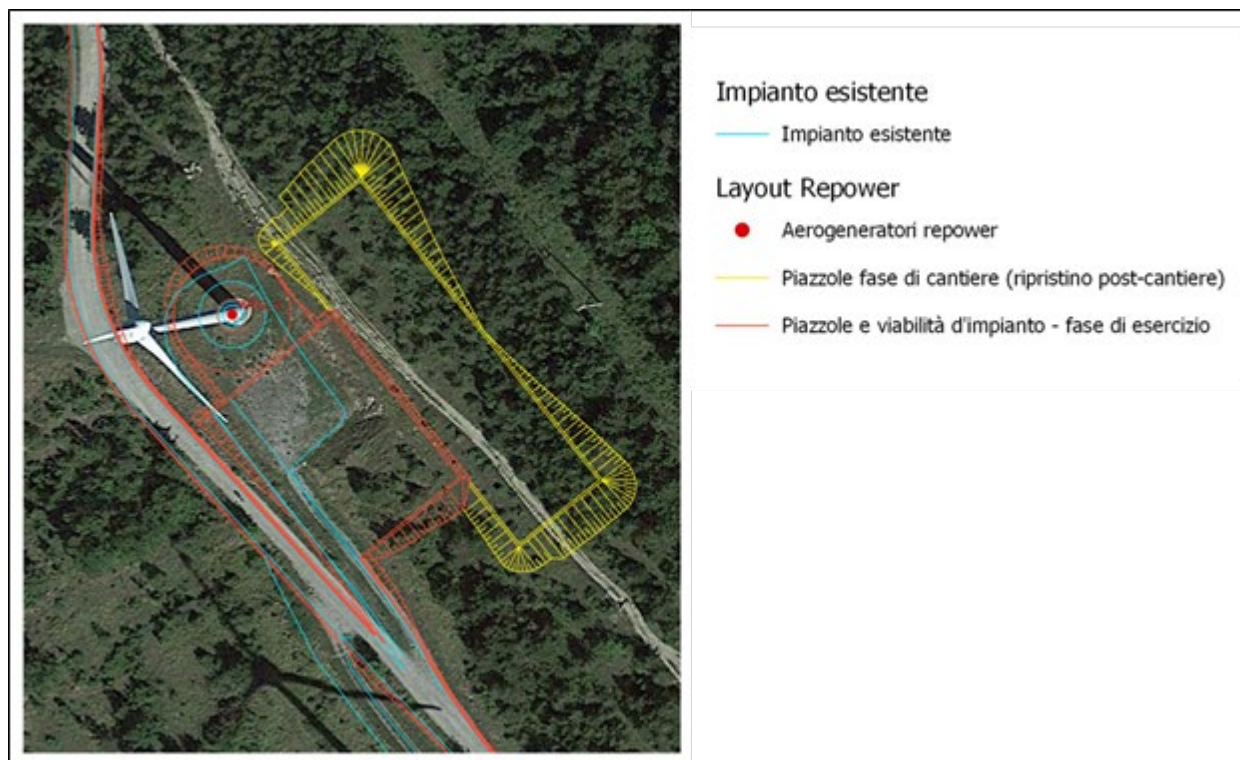 Impianto esistente
Impianto esistente
Layout Repower
Aerogeneratori repower
Piazzole fase di cantiere (ripristino post-cantiere)
Piazzole e viabilità d'impianto - fase di esercizio